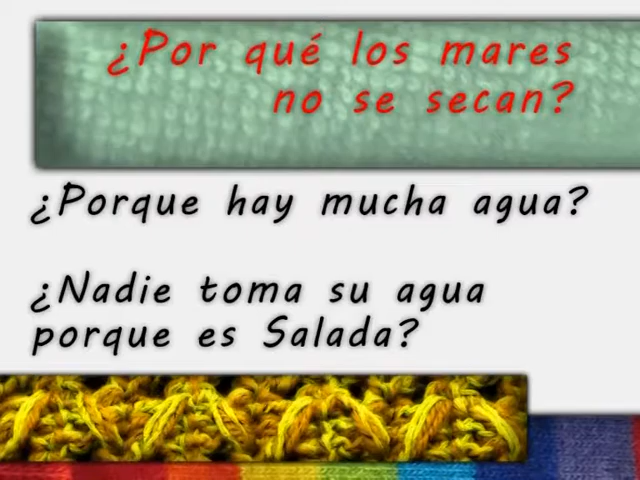 ¿Por qué los mares
no se secan?
¿Porque hay mucha agua?
¿Nadie toma su agua
porque es Salada?